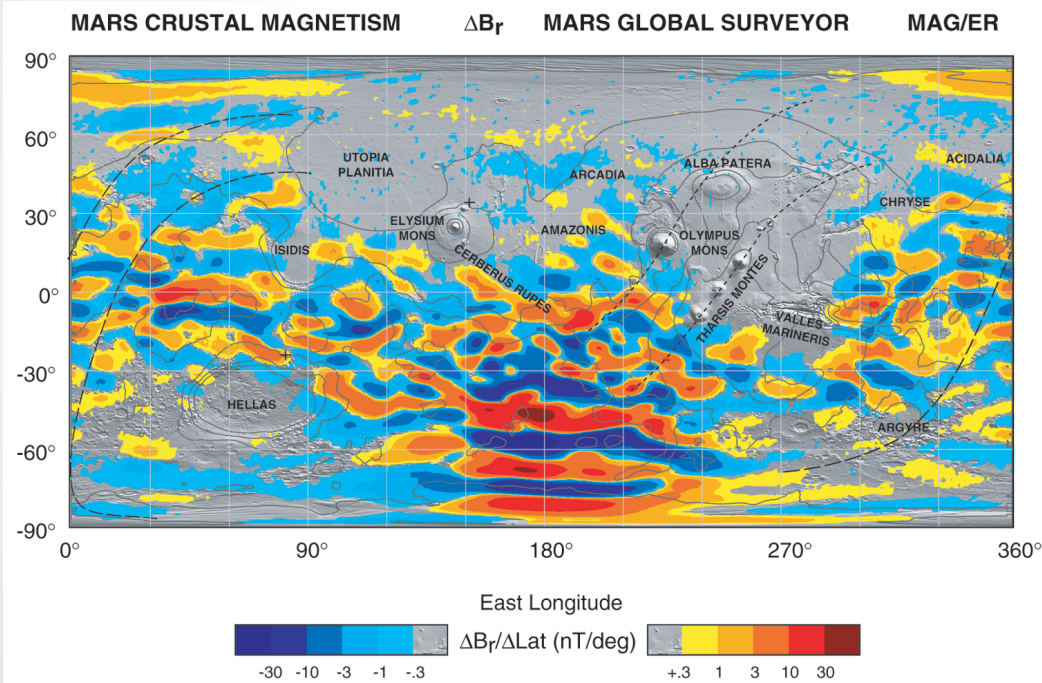 MARS CRUSTAL MAGNETISM ΔBr MARS GLOBAL SURVEYOR MAG/ER
90°
60°
30°
0°
-30°
-60°
-90°
UTOPIA
PLANITIA
ARCADIA
ALBA PATERA
ACIDALIA
CHRYSE
ELYSIUM
MONS
AMAZONIS
OLYMPUS
MONS
ISIDIS
CERBERUS RUPES
THARSIS MONTES
VALLES
MARINERIS
HELLAS
ARGYRE
0° 90° 180° 270° 360°
East Longitude
ΔBr/ΔLat (nT/deg)
-30 -10 -3 -1 -.3 +.3 1 3 10 30